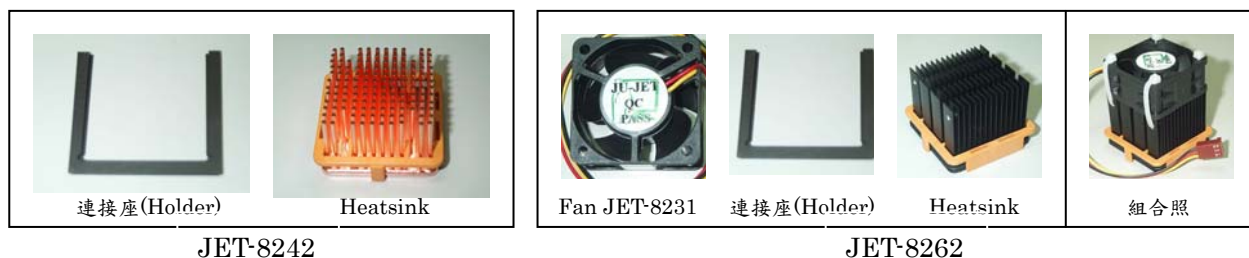 JU-JET
QC
PASS
連接座(Holder)
Heatsink
Fan JET-8231
連接座(Holder)
Heatsink
組合照
JET-8242
JET-8262